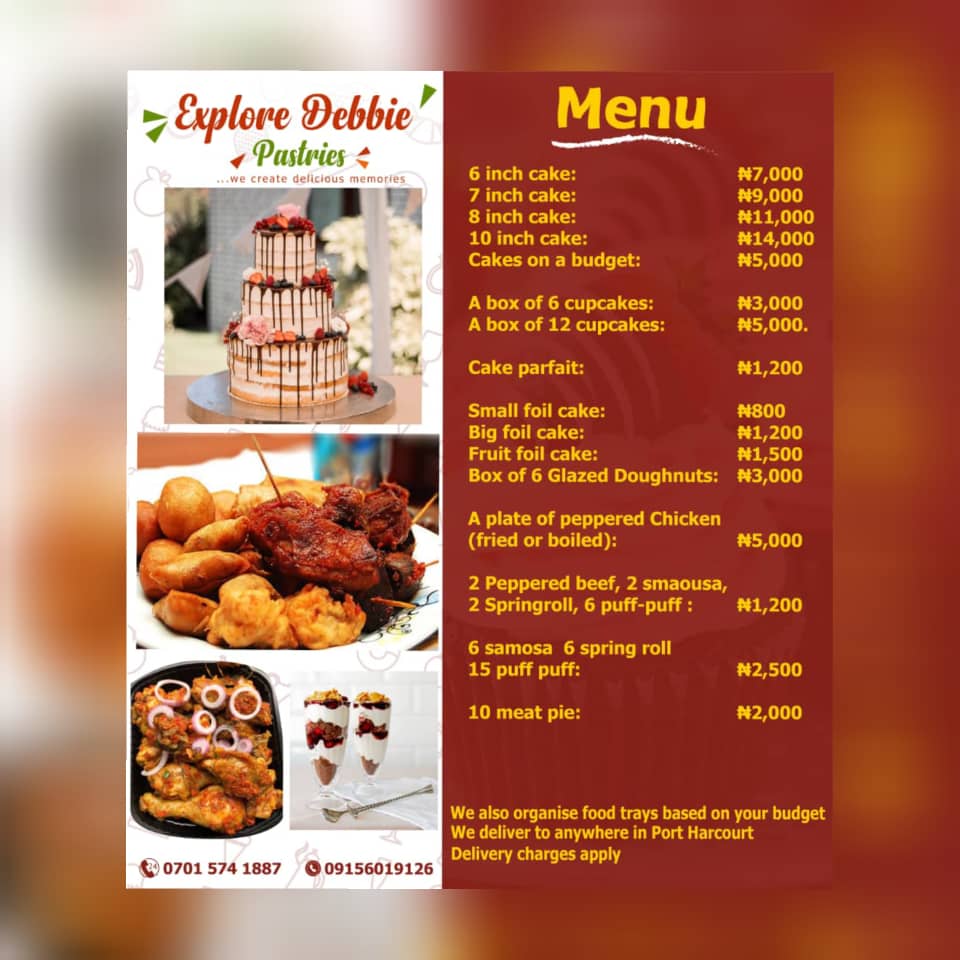 Explore Debbie
Pastries
...we create delicious memories
24 0701 574 1887
09156019126
Menu
6 inch cake: ₦7,000
7 inch cake: ₦9,000
8 inch cake: ₦11,000
10 inch cake: ₦14,000
Cakes on a budget: ₦5,000
A box of 6 cupcakes: ₦3,000
A box of 12 cupcakes: ₦5,000.
Cake parfait: ₦1,200
Small foil cake: ₦800
Big foil cake: ₦1,200
Fruit foil cake: ₦1,500
Box of 6 Glazed Doughnuts: ₦3,000
A plate of peppered Chicken
(fried or boiled): ₦5,000
2 Peppered beef, 2 smaousa,
2 Springroll, 6 puff-puff : ₦1,200
6 samosa 6 spring roll
15 puff puff: ₦2,500
10 meat pie: ₦2,000
We also organise food trays based on your budget
We deliver to anywhere in Port Harcourt
Delivery charges apply